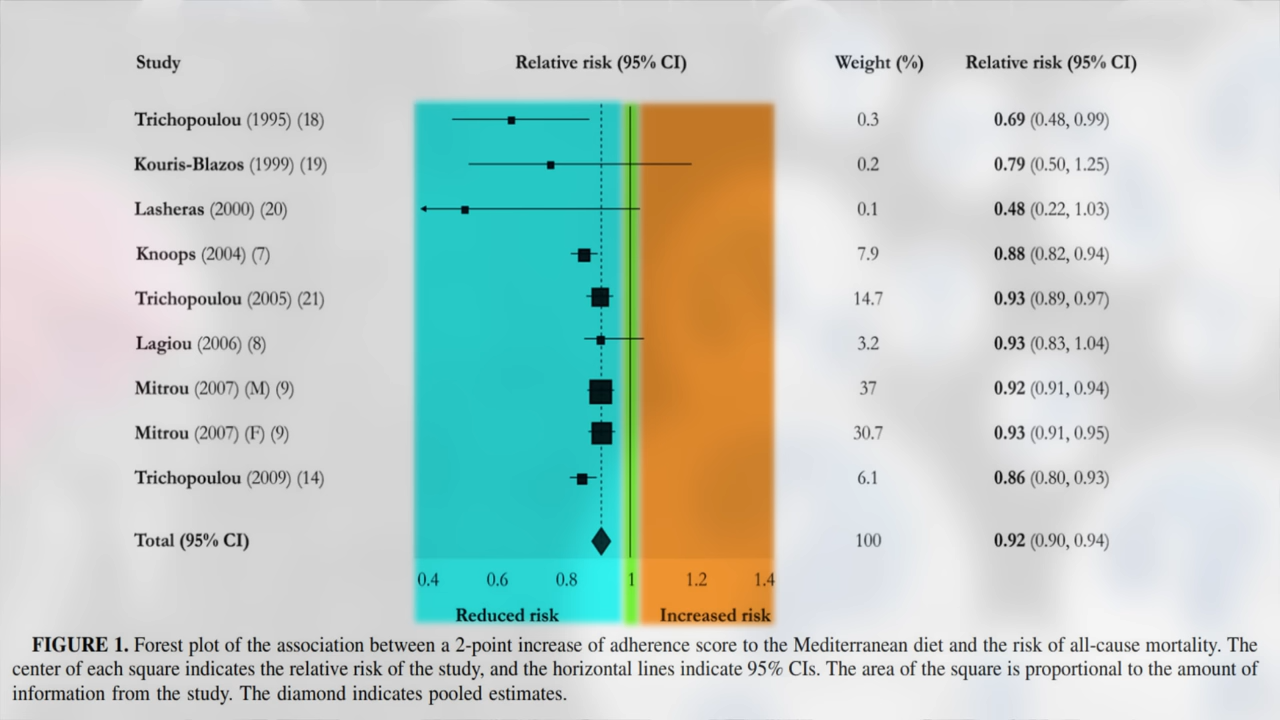 Study Relative risk (95% CI) Weight (%) Relative risk (95% CI)
Trichopoulou (1995) (18) 0.3 0.69 (0.48, 0.99)
Kouris-Blazos (1999) (19) 0.2 0.79 (0.50, 1.25)
Lasheras (2000) (20) 0.1 0.48 (0.22, 1.03)
Knoops (2004) (7) 7.9 0.88 (0.82, 0.94)
Trichopoulou (2005) (21) 14.7 0.93 (0.89, 0.97)
Lagiou (2006) (8) 3.2 0.93 (0.83, 1.04)
Mitrou (2007) (M) (9) 37 0.92 (0.91, 0.94)
Mitrou (2007) (F) (9) 30.7 0.93 (0.91, 0.95)
Trichopoulou (2009) (14) 6.1 0.86 (0.80, 0.93)
Total (95% CI) 100 0.92 (0.90, 0.94)
0.4 0.6 0.8 1 1.2 1.4
Reduced risk Increased risk
FIGURE 1. Forest plot of the association between a 2-point increase of adherence score to the Mediterranean diet and the risk of all-cause mortality. The
center of each square indicates the relative risk of the study, and the horizontal lines indicate 95% CIs. The area of the square is proportional to the amount of
information from the study. The diamond indicates pooled estimates.